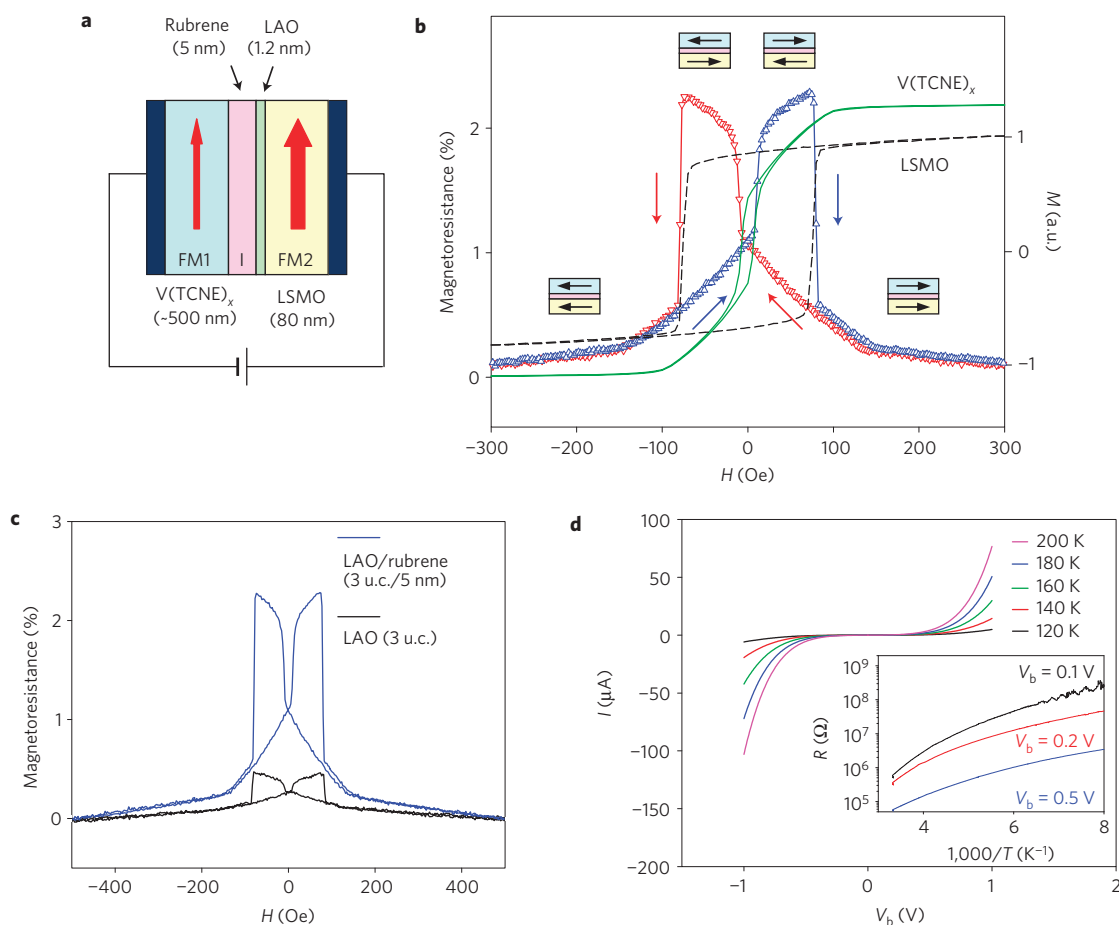 a
Rubrene
(5 nm)
LAO
(1.2 nm)
FM1
I
FM2
V(TCNE)x
(~500 nm)
LSMO
(80 nm)
b
V(TCNE)x
LSMO
Magnetoresistance (%)
2
1
0
M (a.u.)
1
0
−1
−300
−200
−100
0
100
200
300
H (Oe)
c
LAO/rubrene
(3 u.c./5 nm)
LAO (3 u.c.)
Magnetoresistance (%)
3
2
1
0
−400
−200
0
200
400
H (Oe)
d
200 K
180 K
160 K
140 K
120 K
I (μA)
100
50
0
−50
−100
−150
−200
−1
0
1
2
Vb (V)
Vb = 0.1 V
Vb = 0.2 V
Vb = 0.5 V
R (Ω)
10⁹
10⁸
10⁷
10⁶
10⁵
4
6
8
1,000/T (K⁻¹)